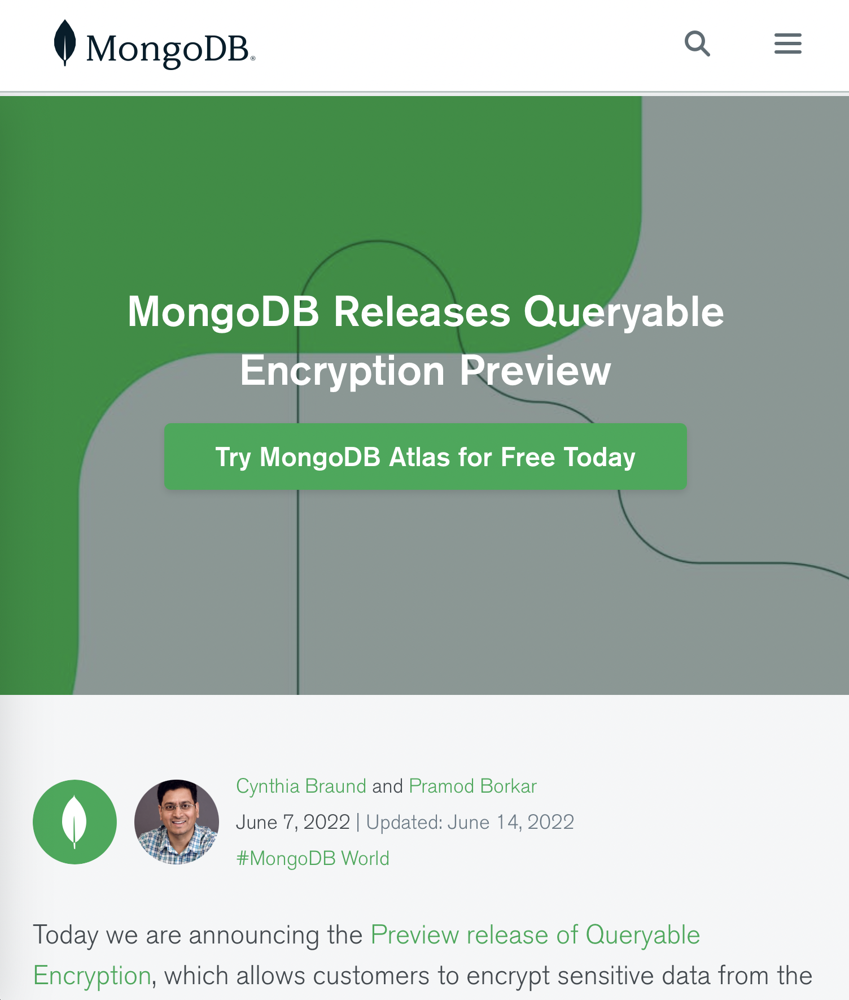 MongoDB®
MongoDB Releases Queryable
Encryption Preview
Try MongoDB Atlas for Free Today
Cynthia Braund and Pramod Borkar
June 7, 2022 | Updated: June 14, 2022
#MongoDB World
Today we are announcing the Preview release of Queryable
Encryption, which allows customers to encrypt sensitive data from the